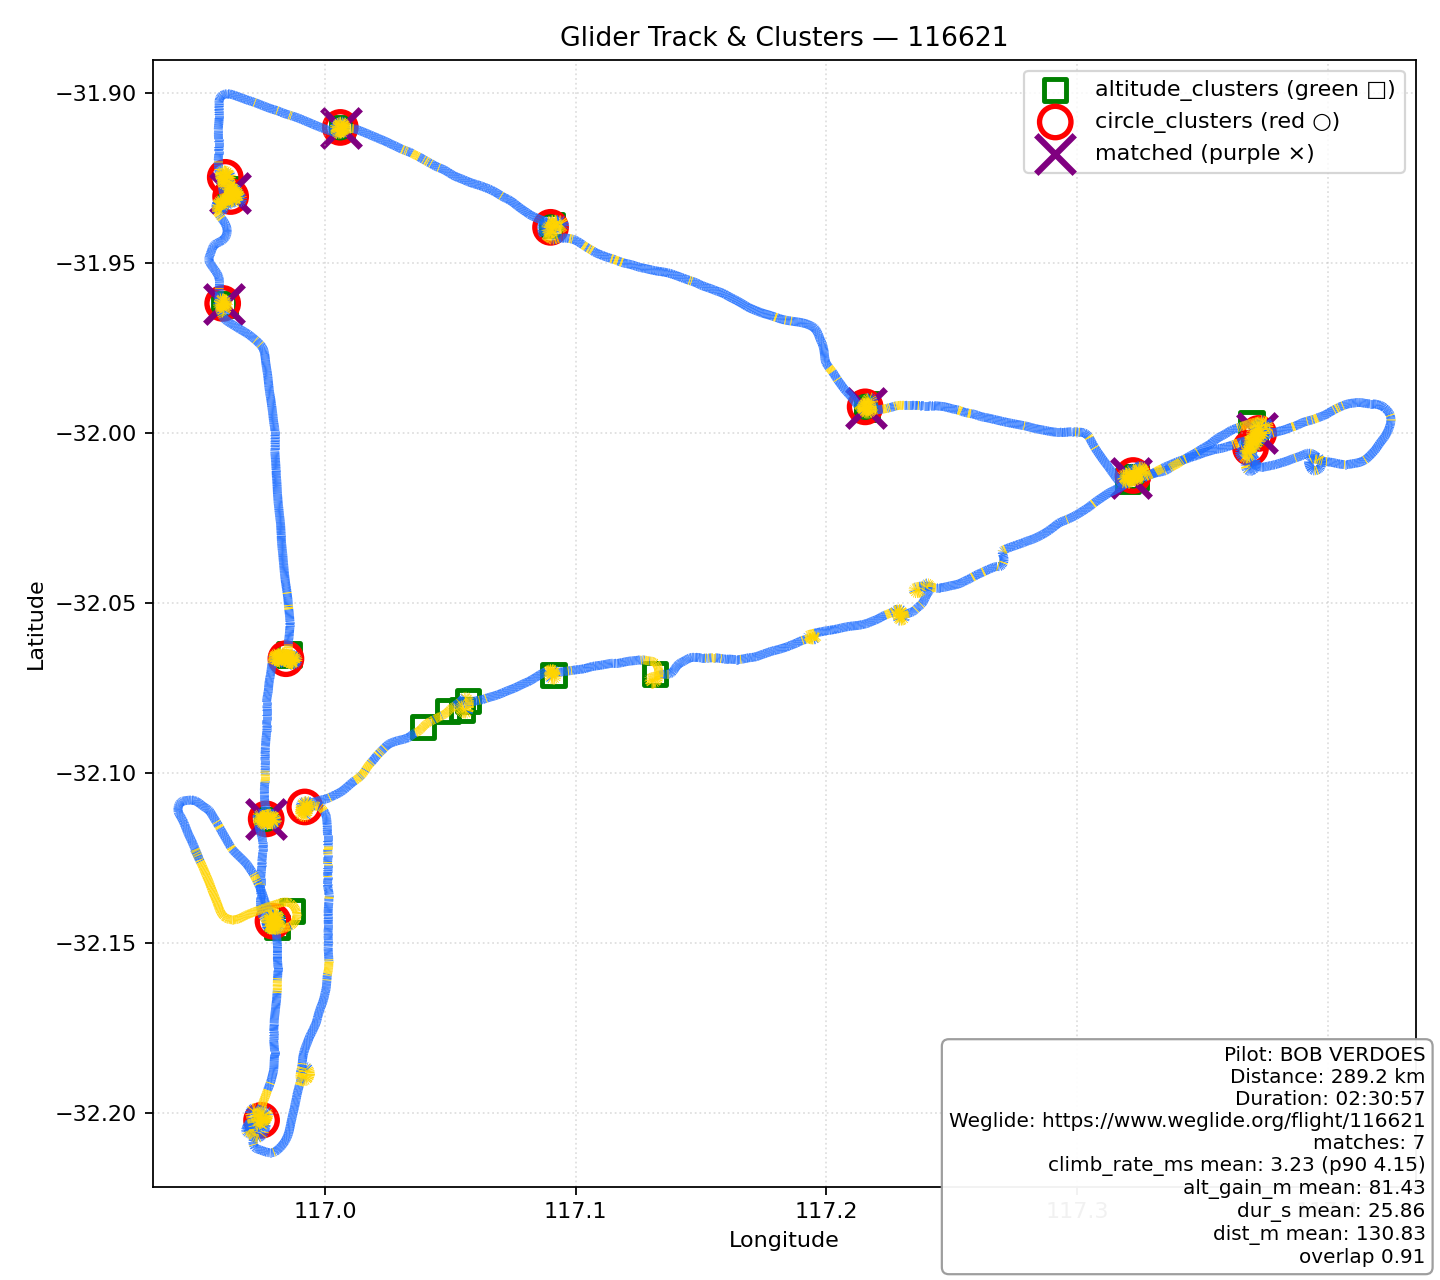 Glider Track & Clusters — 116621
altitude_clusters (green □)
circle_clusters (red ○)
matched (purple ×)
−31.90
−31.95
−32.00
−32.05
−32.10
−32.15
−32.20
Latitude
117.0
117.1
117.2
117.3
Longitude
Pilot: BOB VERDOES
Distance: 289.2 km
Duration: 02:30:57
Weglide: https://www.weglide.org/flight/116621
matches: 7
climb_rate_ms mean: 3.23 (p90 4.15)
alt_gain_m mean: 81.43
dur_s mean: 25.86
dist_m mean: 130.83
overlap 0.91